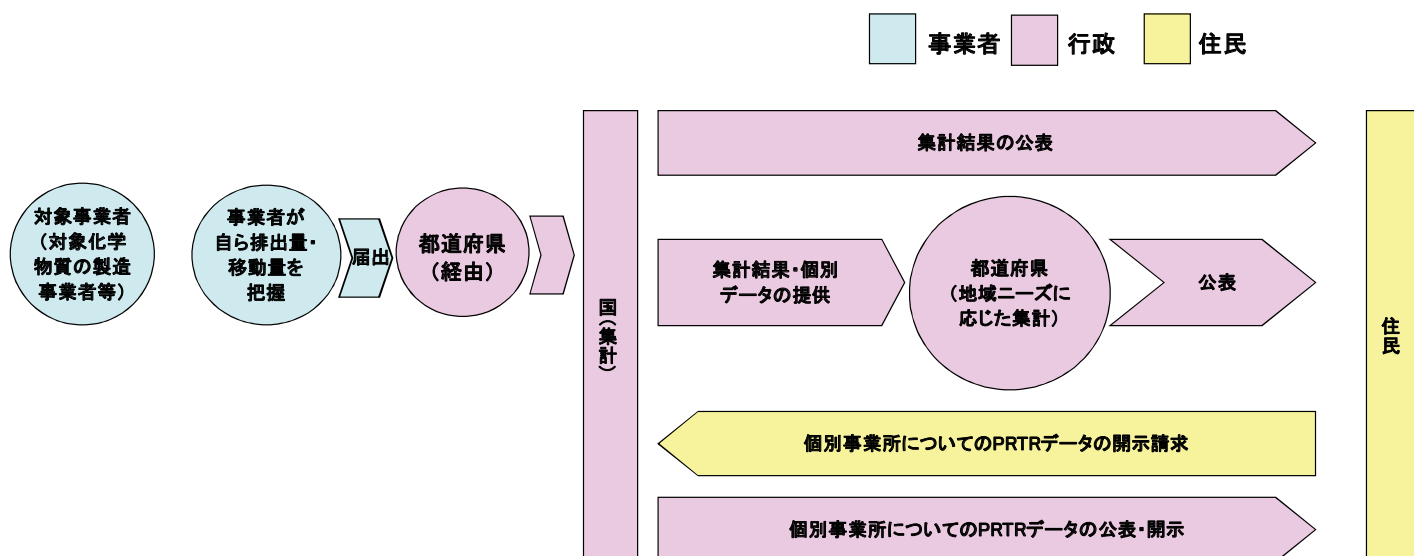 事業者
行政
住民
集計結果の公表
対象事業者
(対象化学
物質の製造
事業者等)
事業者が
自ら排出量・
移動量を
把握
届出
都道府県
(経由)
国(集計)
集計結果・個別
データの提供
都道府県
(地域ニーズに
応じた集計)
公表
住民
個別事業所についてのPRTRデータの開示請求
個別事業所についてのPRTRデータの公表・開示